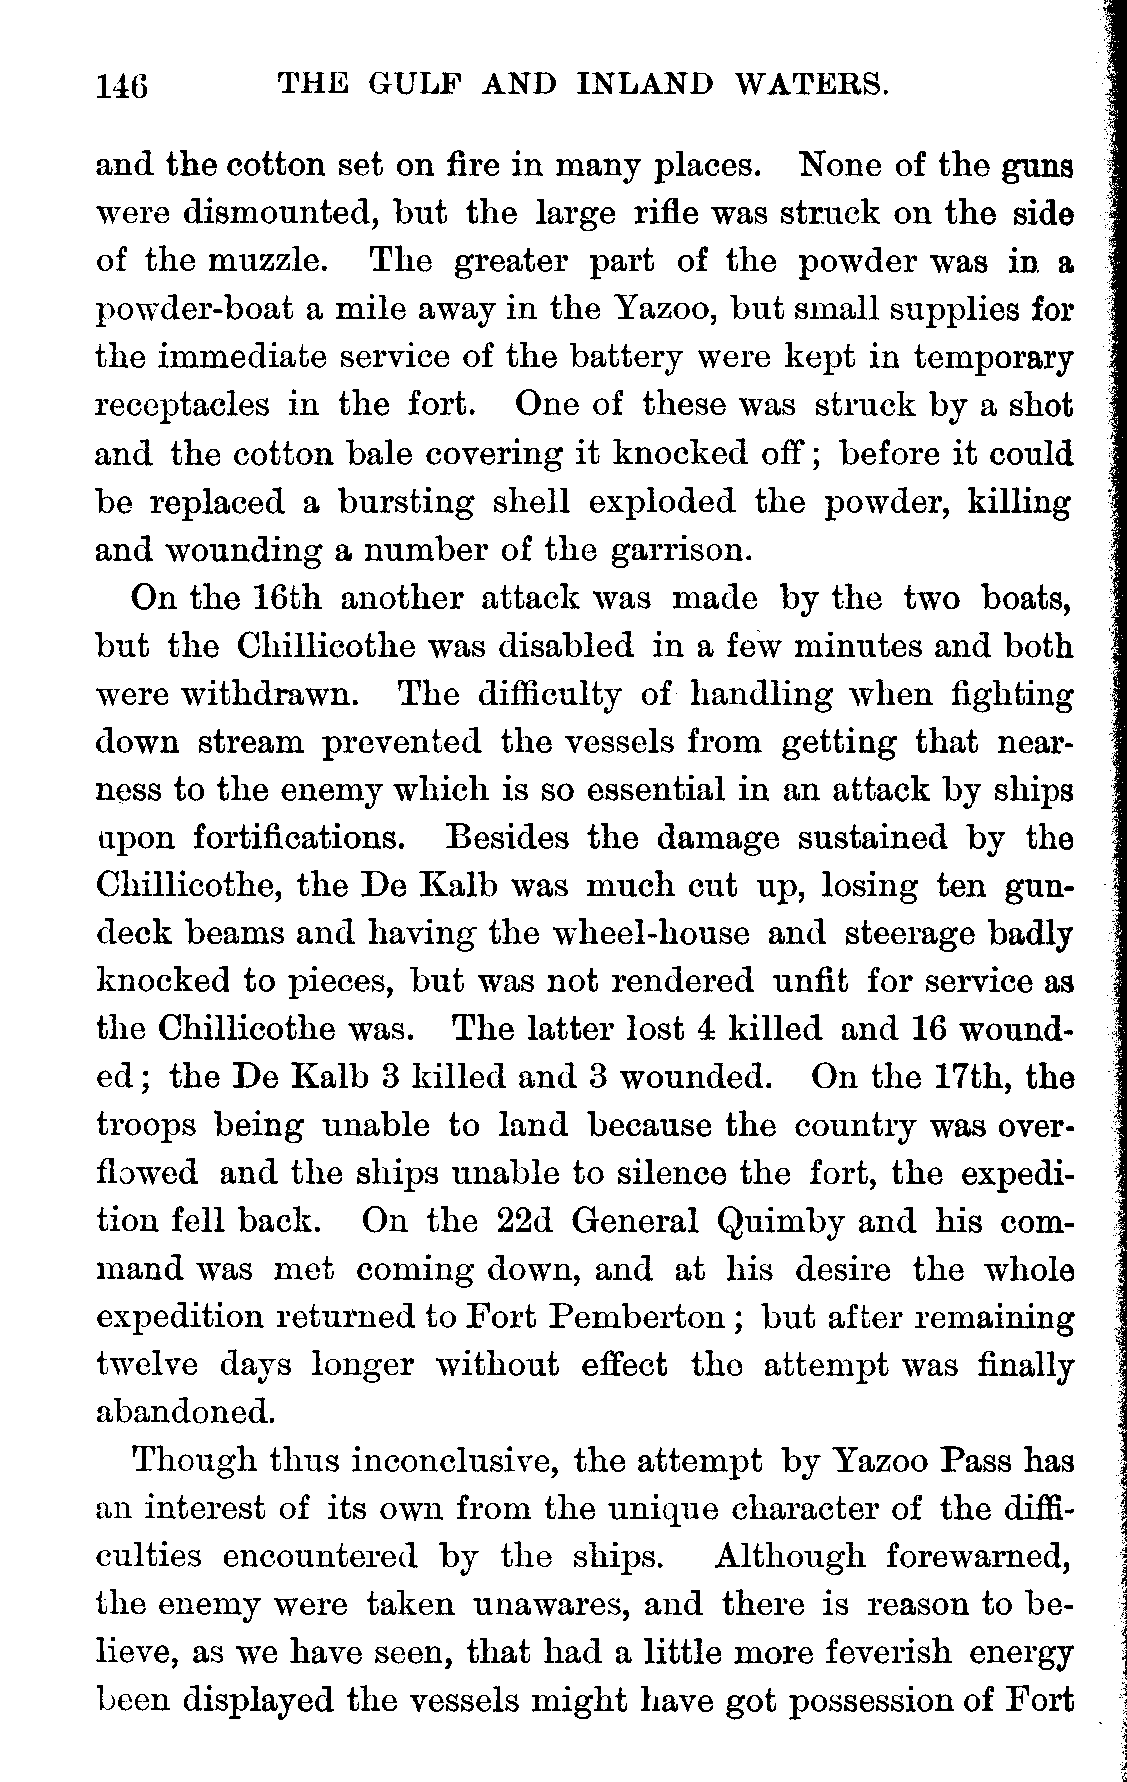 146 THE GULF AND INLAND WATERS.
and the cotton set on fire in many places. None of the guns
were dismounted, but the large rifle was struck on the side
of the muzzle. The greater part of the powder was in a
powder-boat a mile away in the Yazoo, but small supplies for
the immediate service of the battery were kept in temporary
receptacles in the fort. One of these was struck by a shot
and the cotton bale covering it knocked off; before it could
be replaced a bursting shell exploded the powder, killing
and wounding a number of the garrison.
On the 16th another attack was made by the two boats,
but the Chillicothe was disabled in a few minutes and both
were withdrawn. The difficulty of handling when fighting
down stream prevented the vessels from getting that near-
ness to the enemy which is so essential in an attack by ships
upon fortifications. Besides the damage sustained by the
Chillicothe, the De Kalb was much cut up, losing ten gun-
deck beams and having the wheel-house and steerage badly
knocked to pieces, but was not rendered unfit for service as
the Chillicothe was. The latter lost 4 killed and 16 wound-
ed; the De Kalb 3 killed and 3 wounded. On the 17th, the
troops being unable to land because the country was over-
flowed and the ships unable to silence the fort, the expedi-
tion fell back. On the 22d General Quimby and his com-
mand was met coming down, and at his desire the whole
expedition returned to Fort Pemberton; but after remaining
twelve days longer without effect the attempt was finally
abandoned.
Though thus inconclusive, the attempt by Yazoo Pass has
an interest of its own from the unique character of the diffi-
culties encountered by the ships. Although forewarned,
the enemy were taken unawares, and there is reason to be-
lieve, as we have seen, that had a little more feverish energy
been displayed the vessels might have got possession of Fort